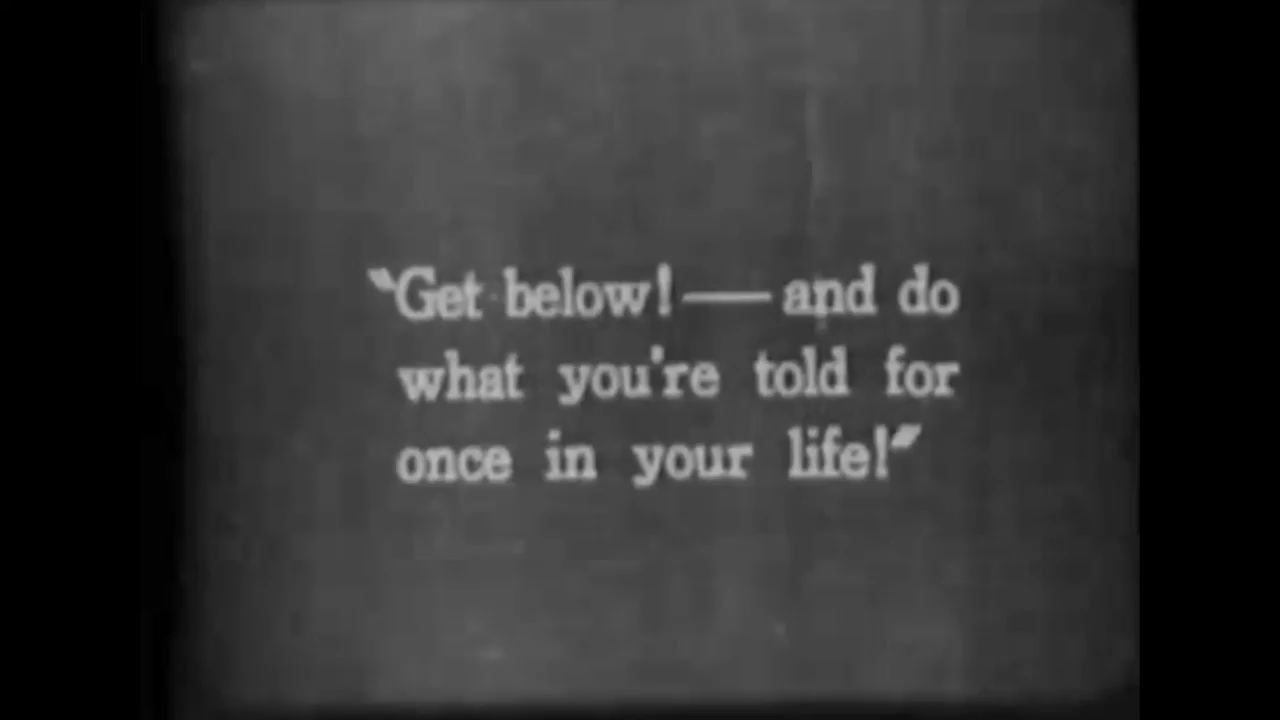 “Get below! — and do
what you're told for
once in your life!”